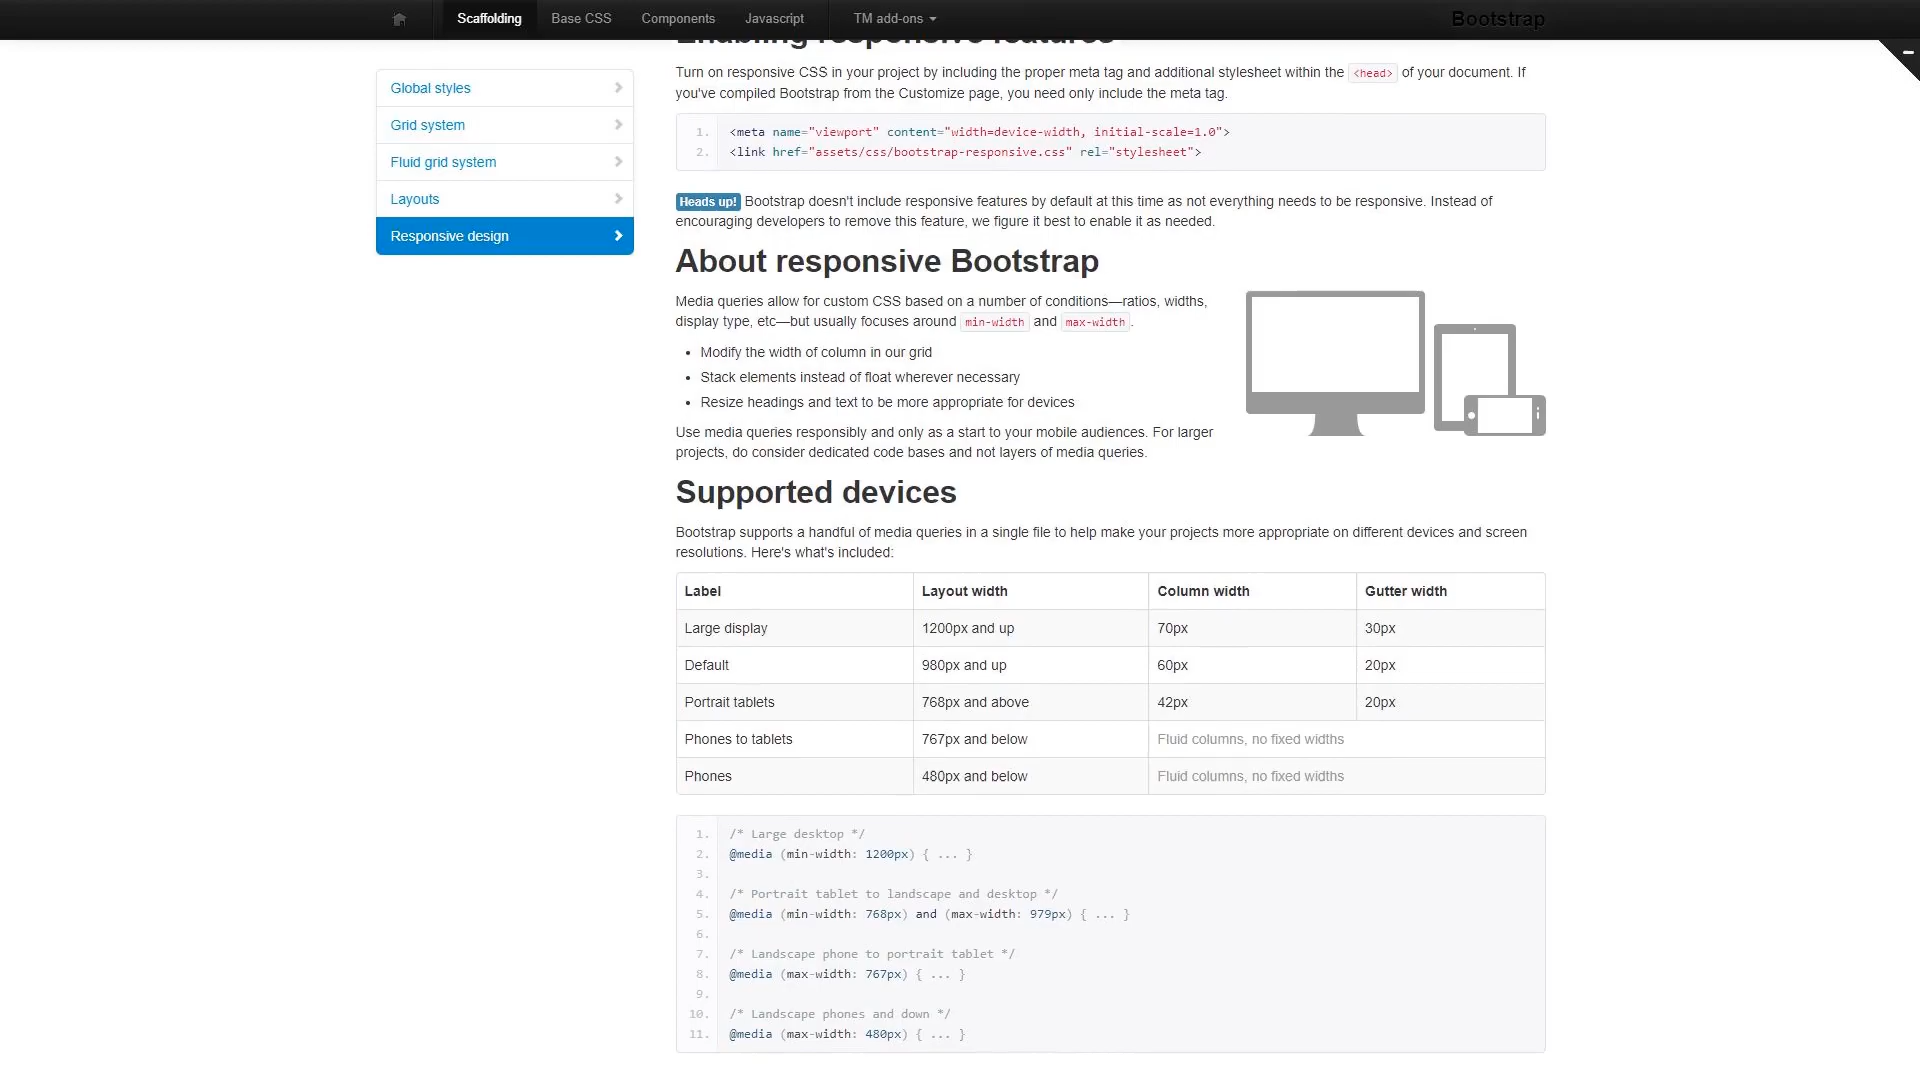 Scaffolding Base CSS Components Javascript TM add-ons Bootstrap
Global styles
Grid system
Fluid grid system
Layouts
Responsive design
Enabling responsive features
Turn on responsive CSS in your project by including the proper meta tag and additional stylesheet within the <head> of your document. If
you've compiled Bootstrap from the Customize page, you need only include the meta tag.
1. <meta name="viewport" content="width=device-width, initial-scale=1.0">
2. <link href="assets/css/bootstrap-responsive.css" rel="stylesheet">
Heads up! Bootstrap doesn't include responsive features by default at this time as not everything needs to be responsive. Instead of
encouraging developers to remove this feature, we figure it best to enable it as needed.
About responsive Bootstrap
Media queries allow for custom CSS based on a number of conditions—ratios, widths,
display type, etc—but usually focuses around min-width and max-width.
• Modify the width of column in our grid
• Stack elements instead of float wherever necessary
• Resize headings and text to be more appropriate for devices
Use media queries responsibly and only as a start to your mobile audiences. For larger
projects, do consider dedicated code bases and not layers of media queries.
Supported devices
Bootstrap supports a handful of media queries in a single file to help make your projects more appropriate on different devices and screen
resolutions. Here's what's included:
Label Layout width Column width Gutter width
Large display 1200px and up 70px 30px
Default 980px and up 60px 20px
Portrait tablets 768px and above 42px 20px
Phones to tablets 767px and below Fluid columns, no fixed widths
Phones 480px and below Fluid columns, no fixed widths
1. /* Large desktop */
2. @media (min-width: 1200px) { ... }
3.
4. /* Portrait tablet to landscape and desktop */
5. @media (min-width: 768px) and (max-width: 979px) { ... }
6.
7. /* Landscape phone to portrait tablet */
8. @media (max-width: 767px) { ... }
9.
10. /* Landscape phones and down */
11. @media (max-width: 480px) { ... }